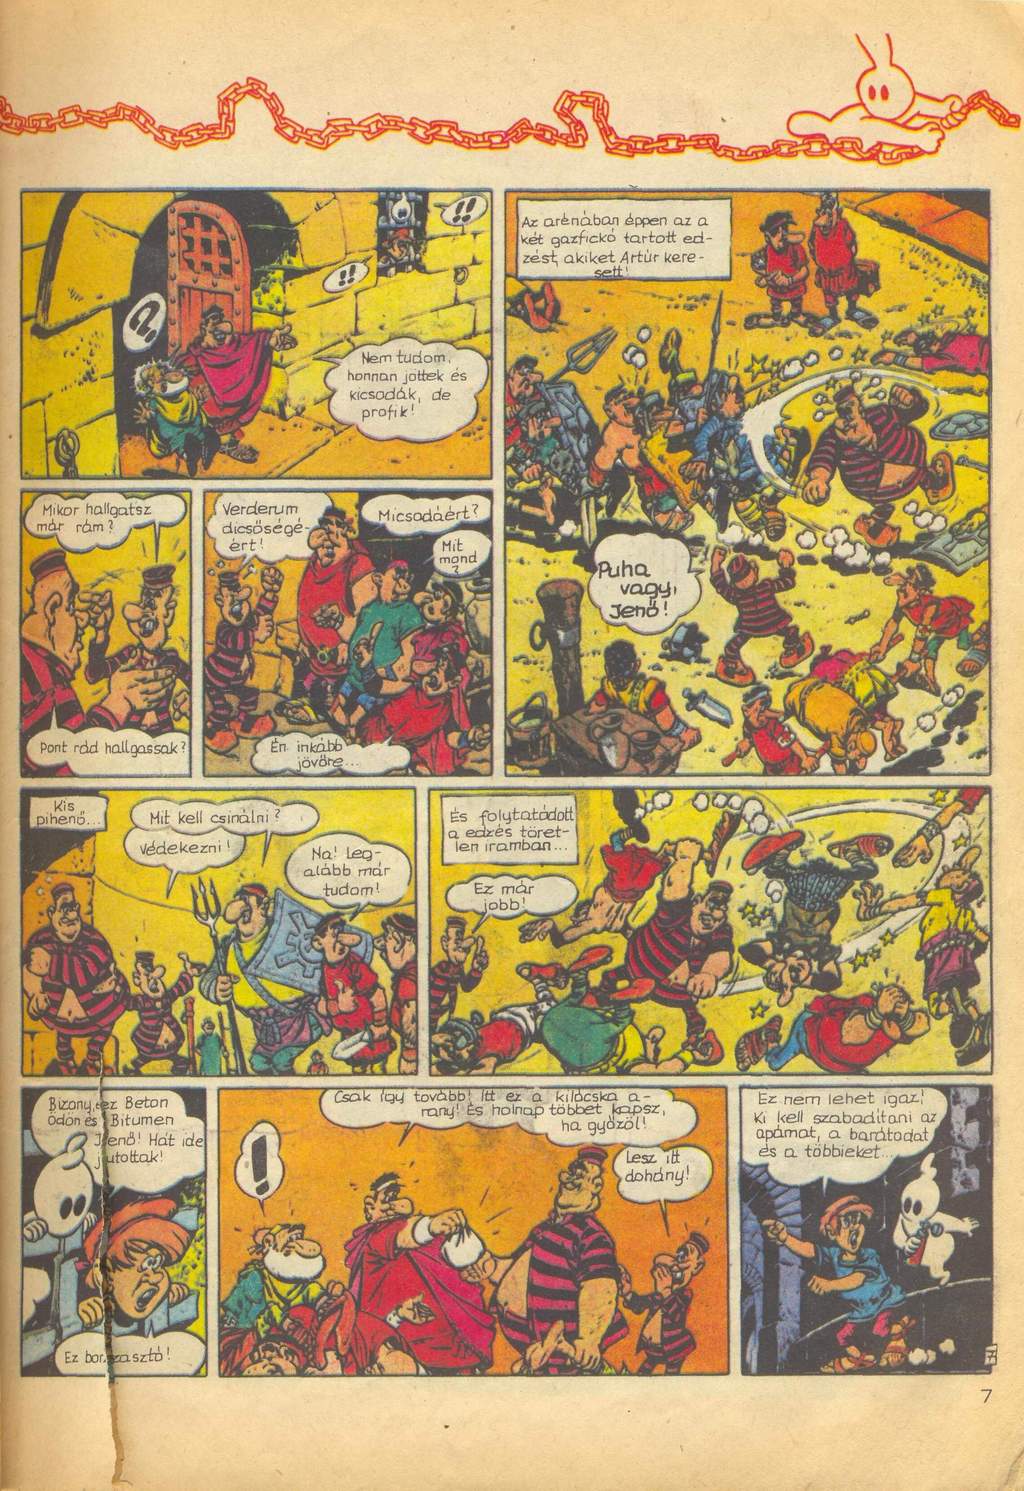 ?
!!
!!
Nem tudom,
honnan jöttek és
kicsodák, de
profik!
Az arénában éppen az a
két gazfickó tartott ed-
zést, akiket Artúr kere-
sett!
Puha
vagy,
Jenő!
Mikor hallgatsz
már rám?
Pont rád hallgassak?
Verderum
dicsőségé-
ért!
Micsodáért?
Mit
mond
?
Én inkább
jövőre...
Kis
pihenő...
Mit kell csinálni?
Védekezni!
Na! Leg-
alább már
tudom!
És folytatódott
a edzés töret-
len iramban...
Ez már
jobb!
Bizony, ez Beton
Ödön és Bitumen
Jenő! Hát ide
jutottak!
Ez borzasztó!
Csak így tovább! Itt ez a kilócska a-
rany! És holnap többet kapsz,
ha győzöl!
!
Lesz itt
dohány!
Ez nem lehet igaz!
Ki kell szabadítani az
apámat, a barátodat
és a többieket...
7
7